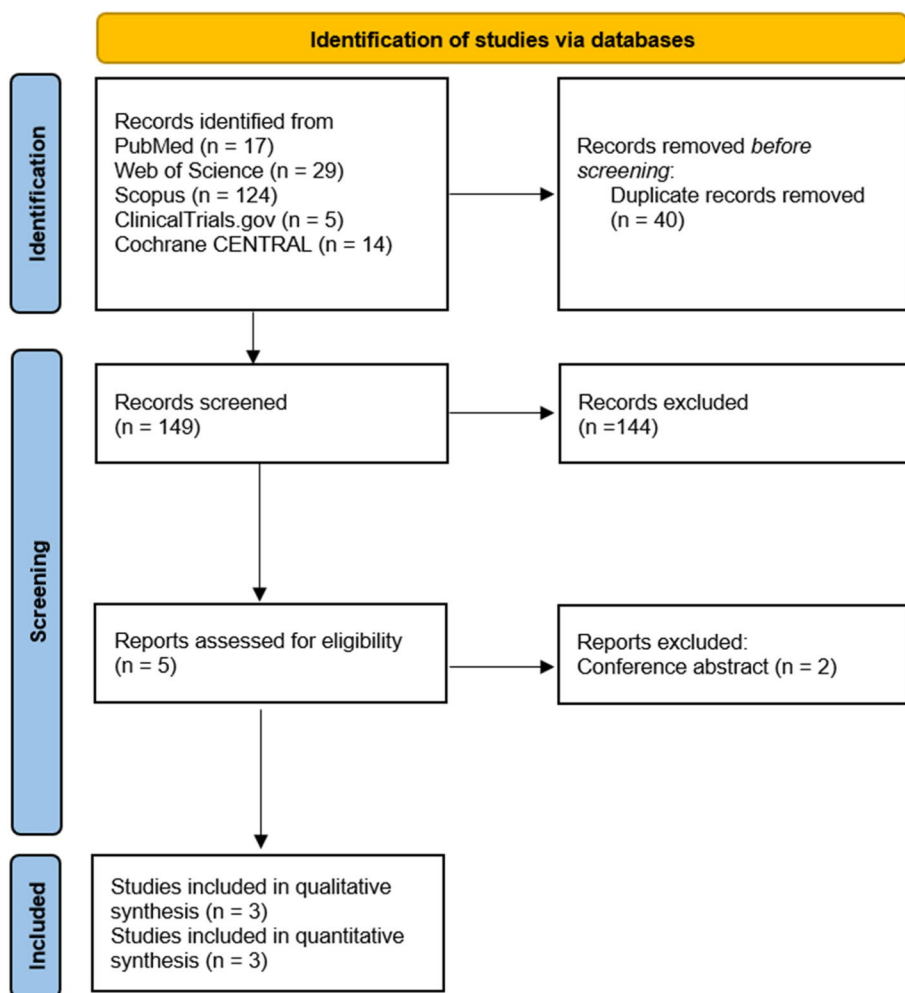 Identification of studies via databases
Identification
Records identified from
PubMed (n = 17)
Web of Science (n = 29)
Scopus (n = 124)
ClinicalTrials.gov (n = 5)
Cochrane CENTRAL (n = 14)
Records removed before
screening:
Duplicate records removed
(n = 40)
Screening
Records screened
(n = 149)
Records excluded
(n =144)
Reports assessed for eligibility
(n = 5)
Reports excluded:
Conference abstract (n = 2)
Included
Studies included in qualitative
synthesis (n = 3)
Studies included in quantitative
synthesis (n = 3)